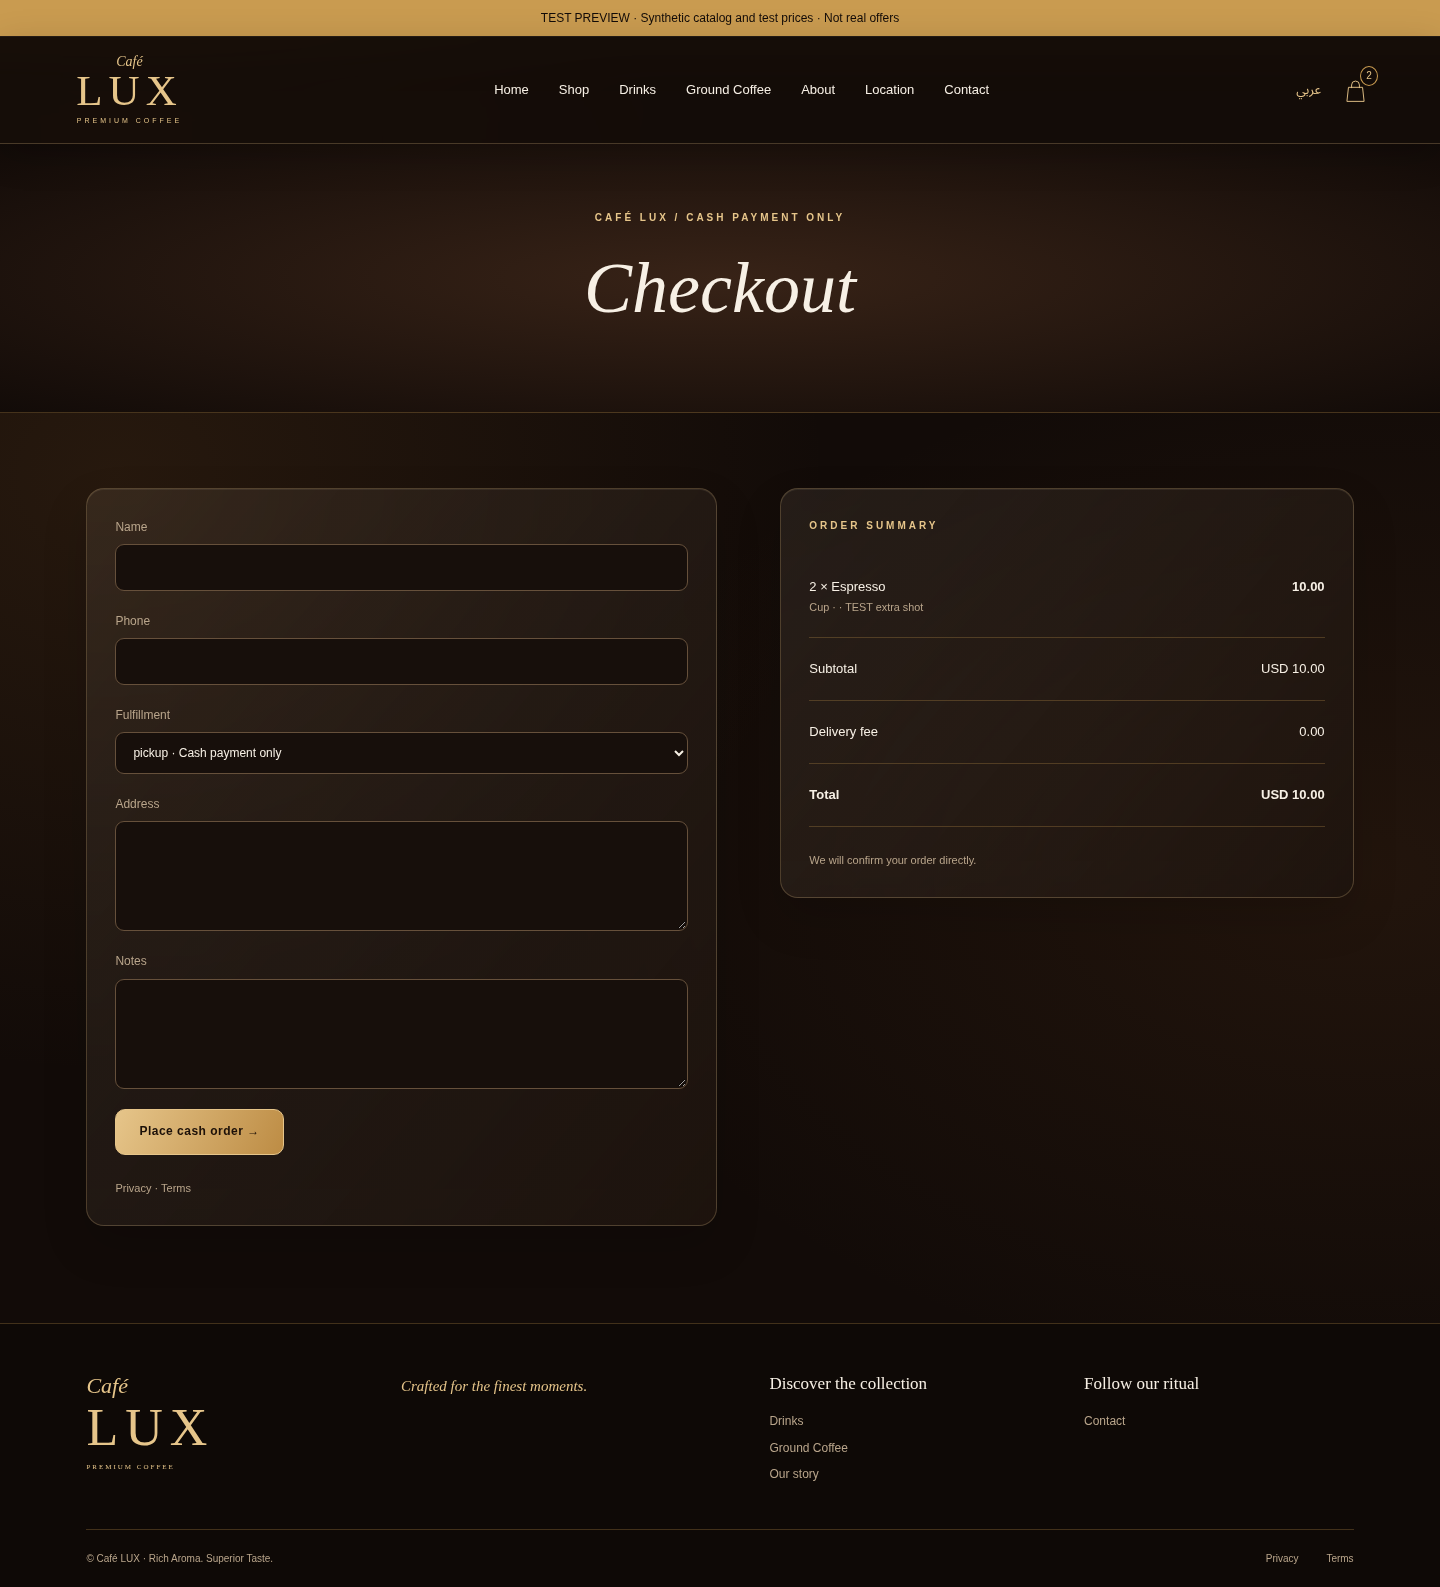 TEST PREVIEW · Synthetic catalog and test prices · Not real offers
Café
LUX
PREMIUM COFFEE
Home Shop Drinks Ground Coffee About Location Contact
عربي
2
CAFÉ LUX / CASH PAYMENT ONLY
Checkout
Name
Phone
Fulfillment
pickup · Cash payment only
Address
Notes
Place cash order →
Privacy · Terms
ORDER SUMMARY
2 × Espresso 10.00
Cup · · TEST extra shot
Subtotal USD 10.00
Delivery fee 0.00
Total USD 10.00
We will confirm your order directly.
Café
LUX
PREMIUM COFFEE
Crafted for the finest moments.
Discover the collection
Drinks
Ground Coffee
Our story
Follow our ritual
Contact
© Café LUX · Rich Aroma. Superior Taste.
Privacy Terms